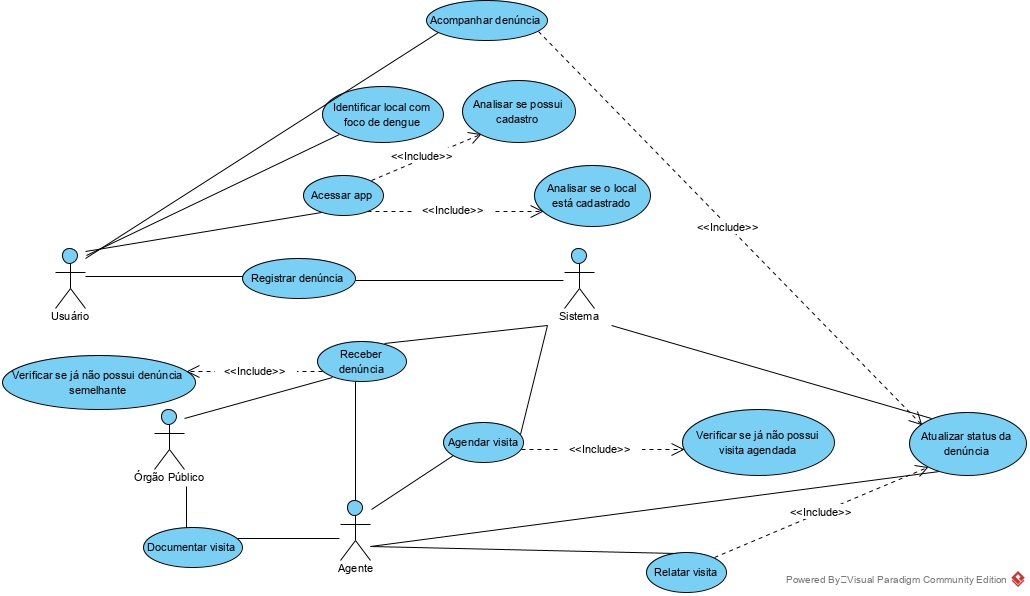 Acompanhar denúncia
Identificar local com
foco de dengue
Analisar se possui
cadastro
<<Include>>
Acessar app
Analisar se o local
está cadastrado
<<Include>>
<<Include>>
Registrar denúncia
Usuário
Sistema
Receber
denúncia
<<Include>>
Verificar se já não possui denúncia
semelhante
Agendar visita
<<Include>>
Verificar se já não possui
visita agendada
Atualizar status da
denúncia
Órgão Público
<<Include>>
Documentar visita
Agente
Relatar visita
Powered By Visual Paradigm Community Edition